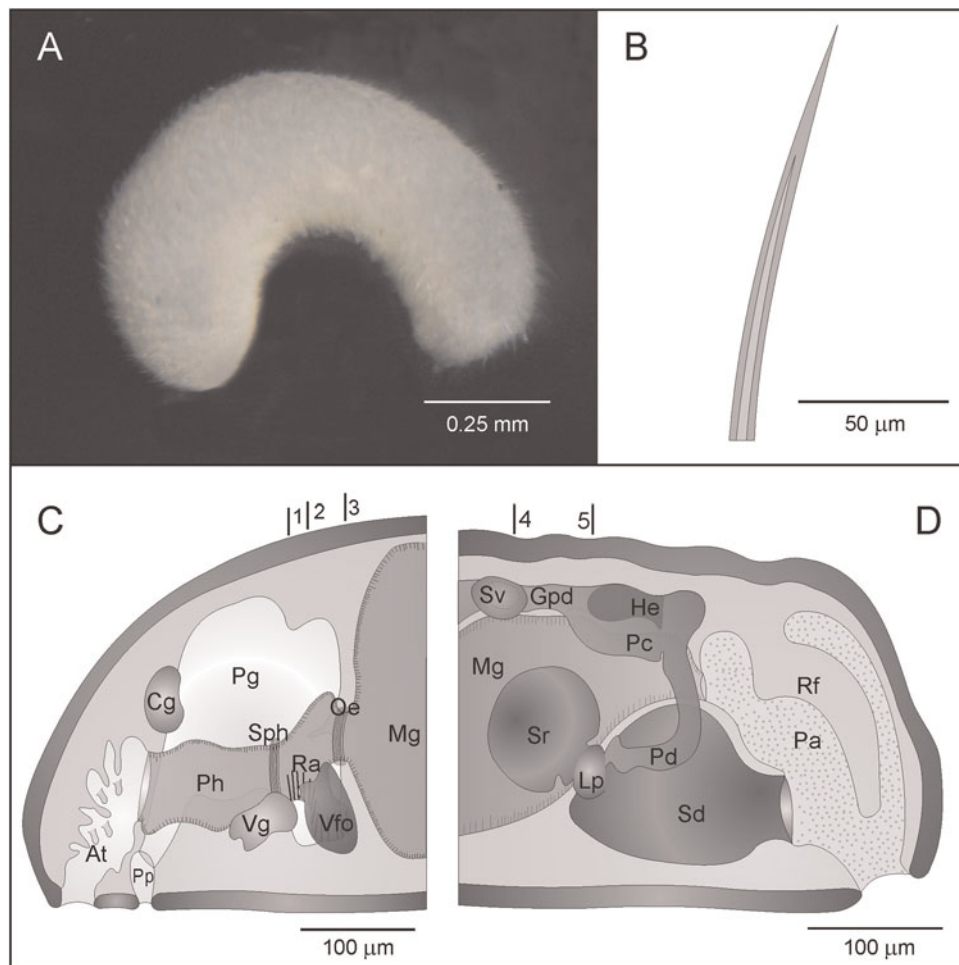 A
0.25 mm
B
50 μm
C
1
2
3
Pg
Cg
Sph
Oe
Mg
Ra
Ph
Vg
Vfo
At
Pp
100 μm
4
5
D
Sv
Gpd
He
Pc
Mg
Rf
Sr
Pd
Pa
Lp
Sd
100 μm